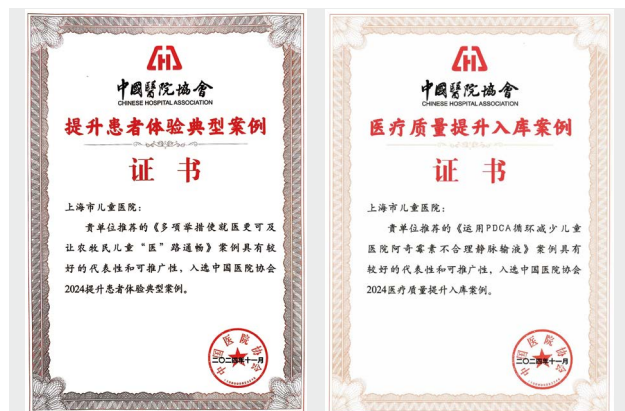 中國醫院協會
CHINESE HOSPITAL ASSOCIATION
提升患者体验典型案例
证书
上海市儿童医院：
贵单位推荐的《多项举措使就医更可及
让农牧民儿童“医”路通畅》案例具有较
好的代表性和可推广性，入选中国医院协会
2024提升患者体验典型案例。
中国医院协会
二〇二四年十一月
中國醫院協會
CHINESE HOSPITAL ASSOCIATION
医疗质量提升入库案例
证书
上海市儿童医院：
贵单位推荐的《运用PDCA循环减少儿童
医院阿奇霉素不合理静脉输液》案例具有
较好的代表性和可推广性，入选中国医院协会
2024医疗质量提升入库案例。
中国医院协会
二〇二四年十一月